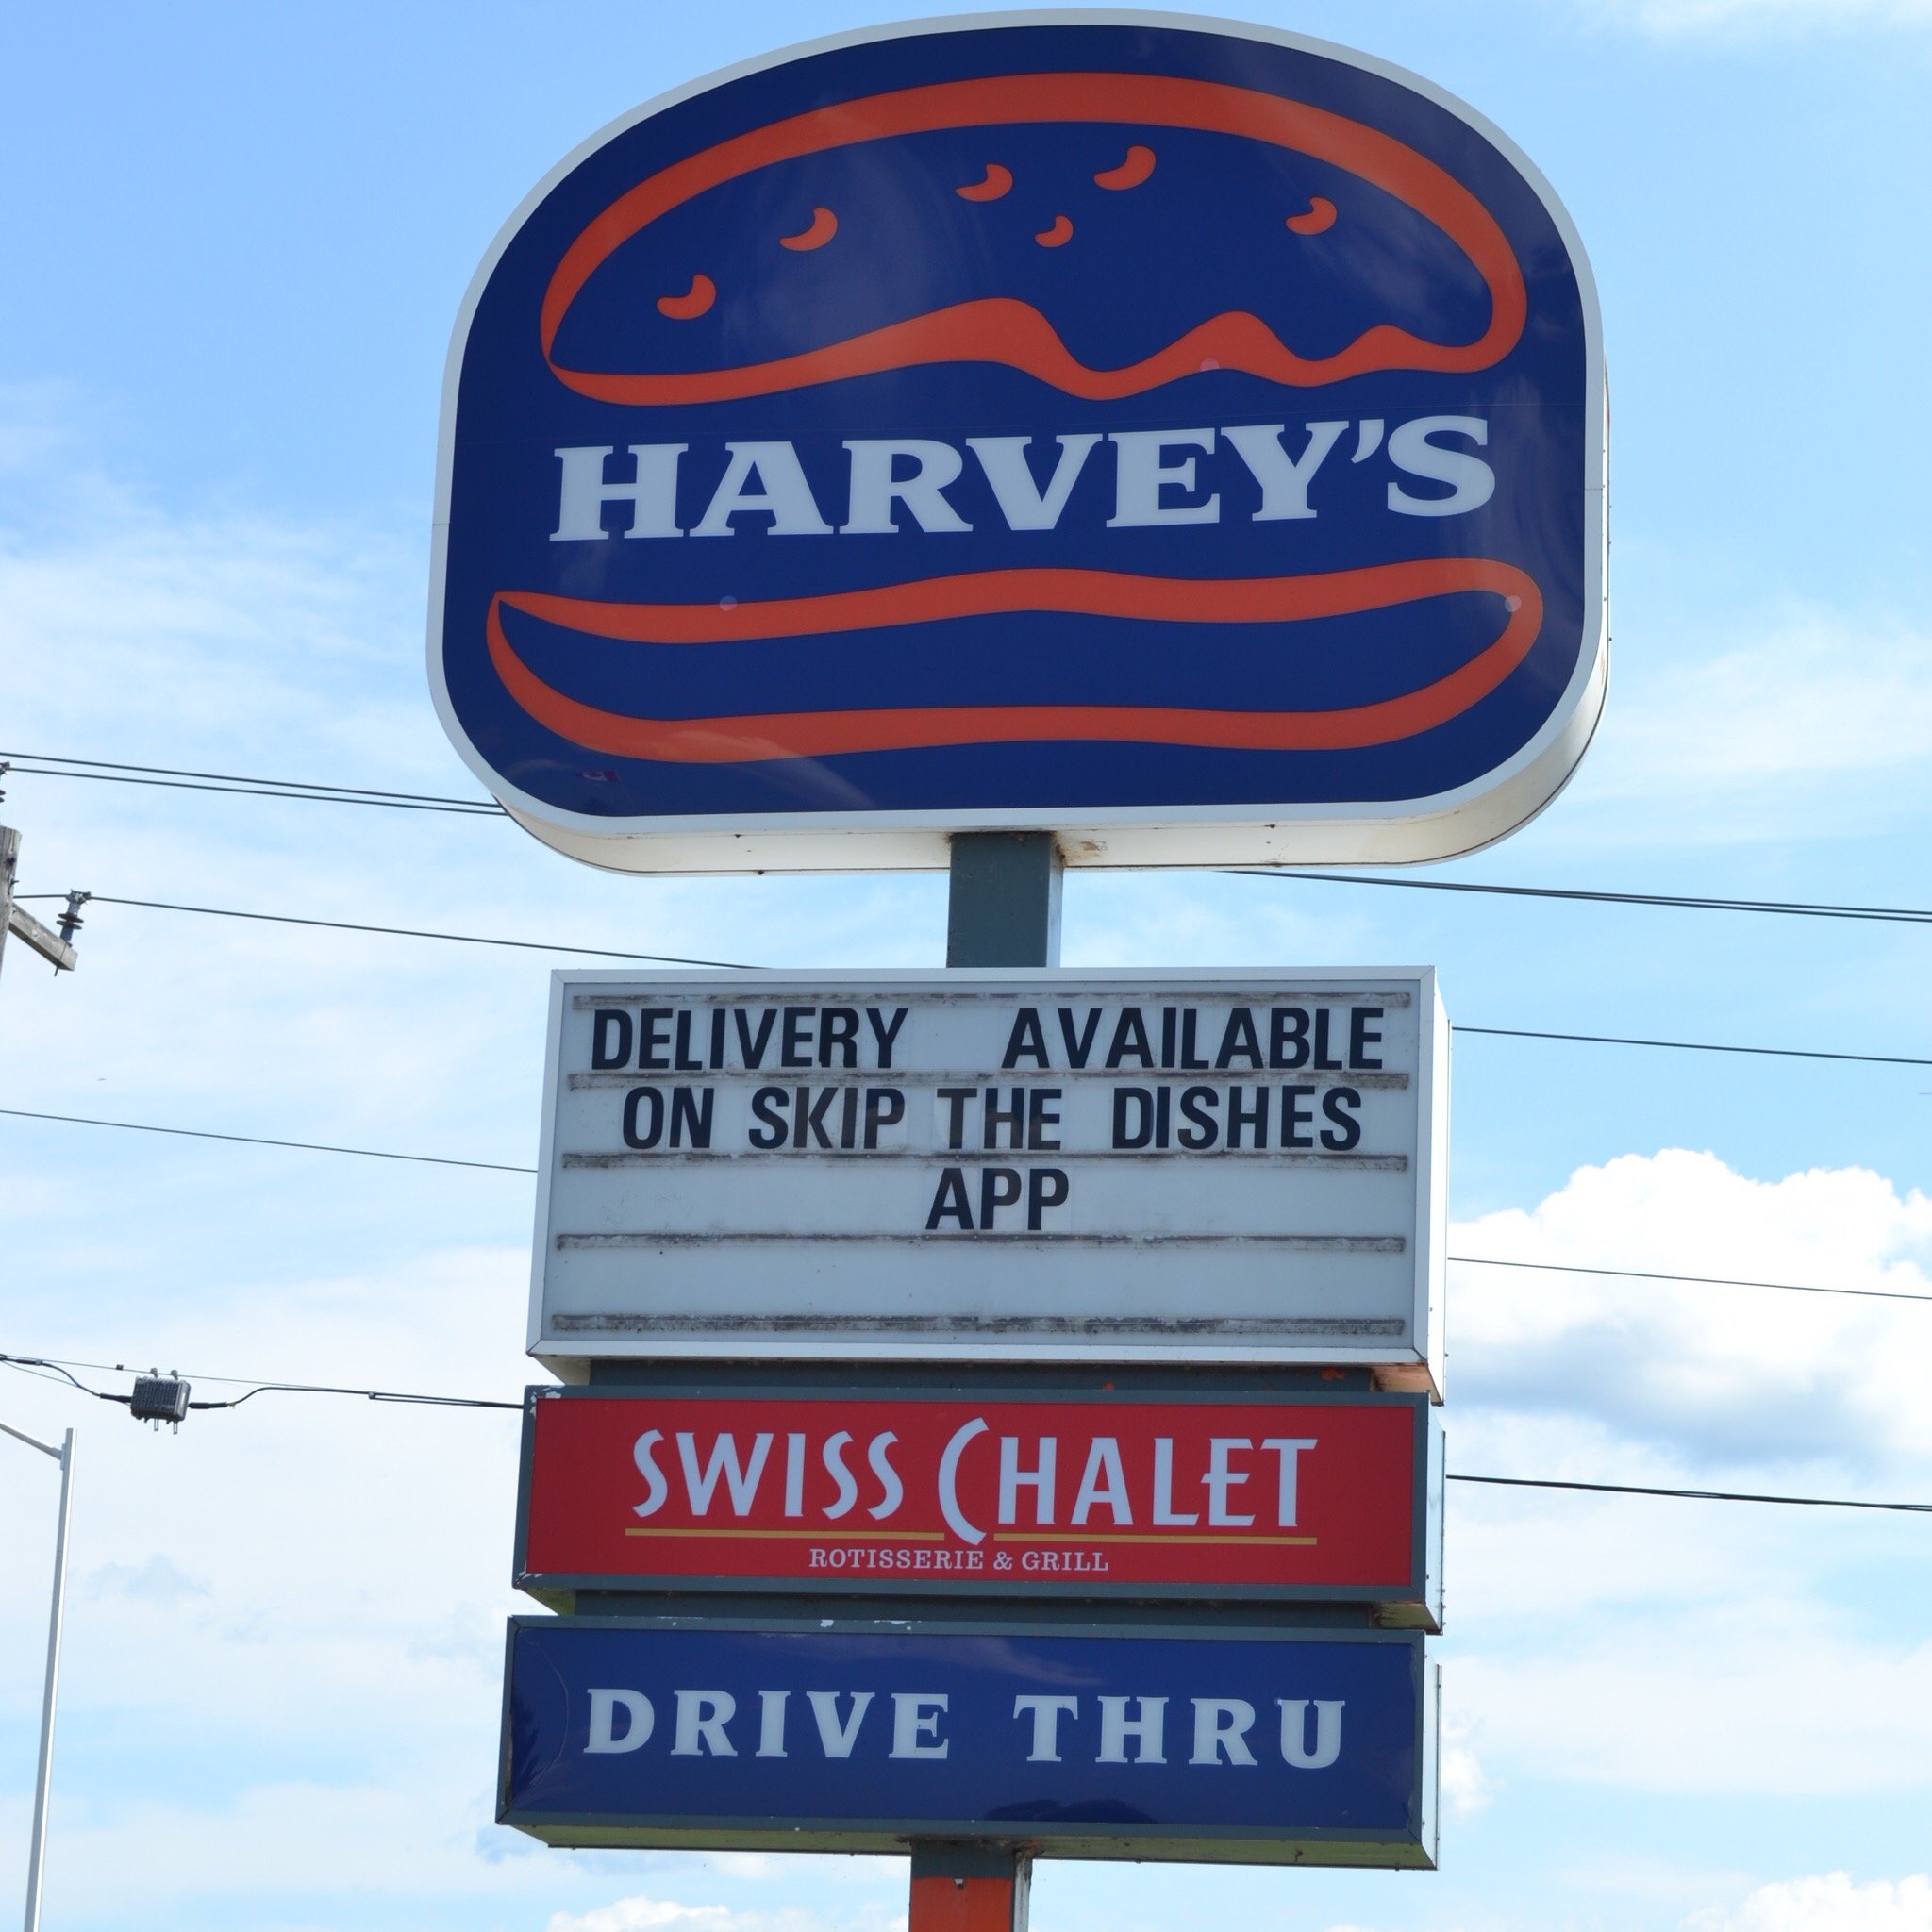 HARVEY'S
DELIVERY AVAILABLE
ON SKIP THE DISHES
APP
SWISS CHALET
ROTISSERIE & GRILL
DRIVE THRU